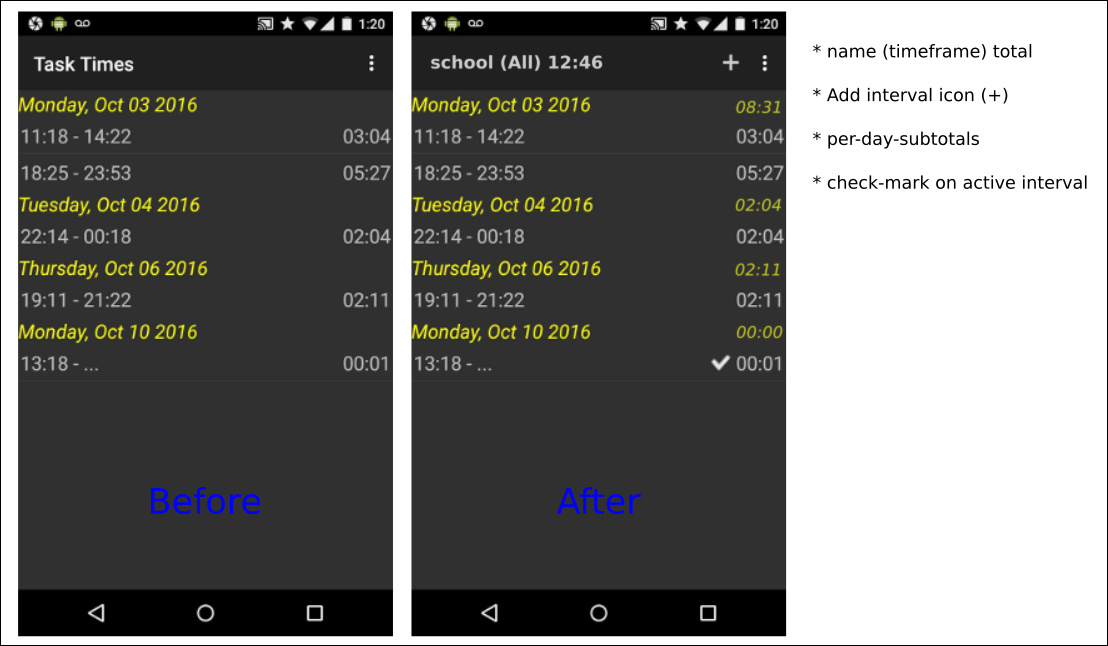 1:20
Task Times
Monday, Oct 03 2016
11:18 - 14:22 03:04
18:25 - 23:53 05:27
Tuesday, Oct 04 2016
22:14 - 00:18 02:04
Thursday, Oct 06 2016
19:11 - 21:22 02:11
Monday, Oct 10 2016
13:18 - ... 00:01
Before
1:20
school (All) 12:46
Monday, Oct 03 2016 08:31
11:18 - 14:22 03:04
18:25 - 23:53 05:27
Tuesday, Oct 04 2016 02:04
22:14 - 00:18 02:04
Thursday, Oct 06 2016 02:11
19:11 - 21:22 02:11
Monday, Oct 10 2016 00:00
13:18 - ... 00:01
After
* name (timeframe) total
* Add interval icon (+)
* per-day-subtotals
* check-mark on active interval